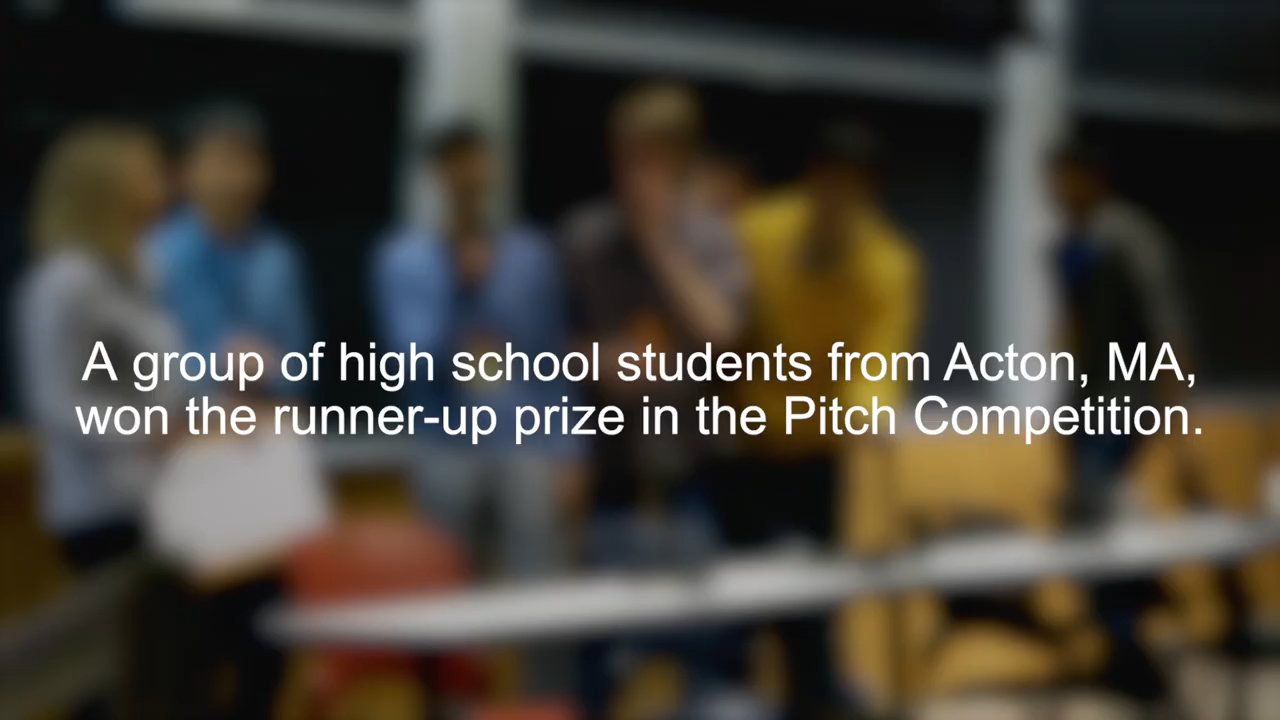 A group of high school students from Acton, MA,
won the runner-up prize in the Pitch Competition.